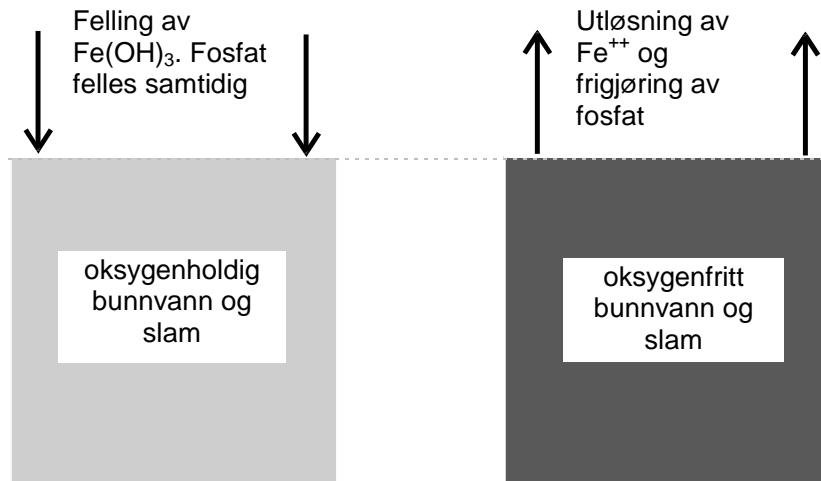 Felling av
Fe(OH)₃. Fosfat
felles samtidig
Utløsning av
Fe⁺⁺ og
frigjøring av
fosfat
oksygenholdig
bunnvann og
slam
oksygenfritt
bunnvann og
slam